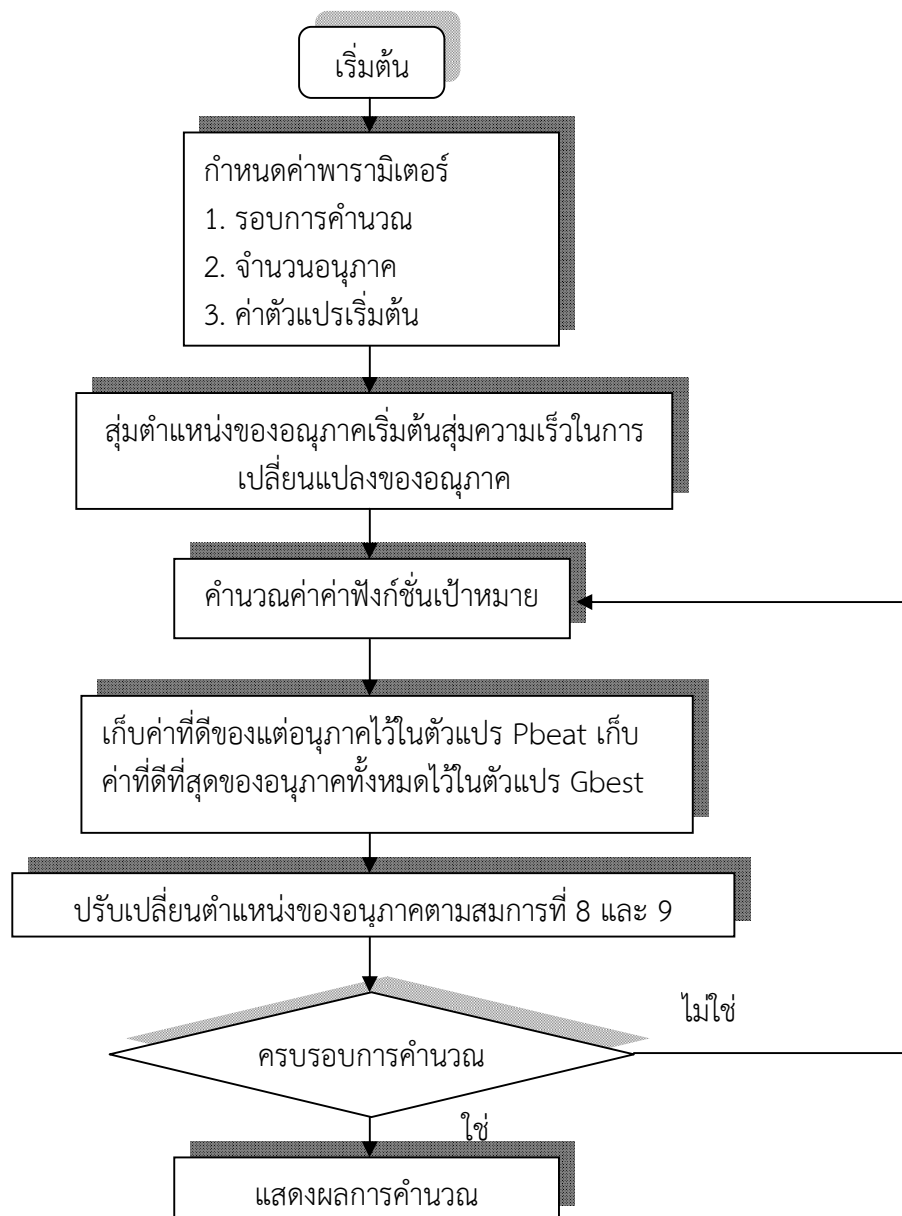 เริ่มต้น
กำหนดค่าพารามิเตอร์
1. รอบการคำนวณ
2. จำนวนอนุภาค
3. ค่าตัวแปรเริ่มต้น
สุ่มตำแหน่งของอณุภาคเริ่มต้นสุ่มความเร็วในการ
เปลี่ยนแปลงของอณุภาค
คำนวณค่าค่าฟังก์ชั่นเป้าหมาย
เก็บค่าที่ดีของแต่อนุภาคไว้ในตัวแปร Pbeat เก็บ
ค่าที่ดีที่สุดของอนุภาคทั้งหมดไว้ในตัวแปร Gbest
ปรับเปลี่ยนตำแหน่งของอนุภาคตามสมการที่ 8 และ 9
ไม่ใช่
ครบรอบการคำนวณ
ใช่
แสดงผลการคำนวณ